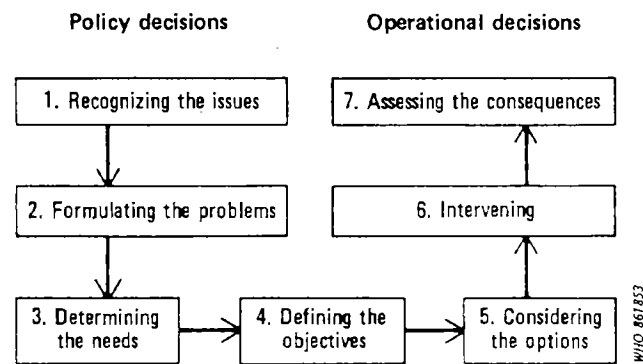 Policy decisions
Operational decisions
1. Recognizing the issues
7. Assessing the consequences
2. Formulating the problems
6. Intervening
3. Determining
the needs
4. Defining the
objectives
5. Considering
the options
WHO 861853